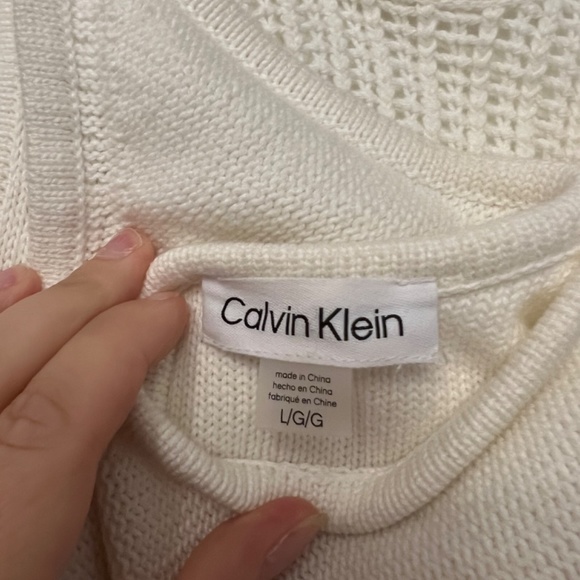 Calvin Klein
made in China
hecho en China
fabriqué en Chine
L/G/G